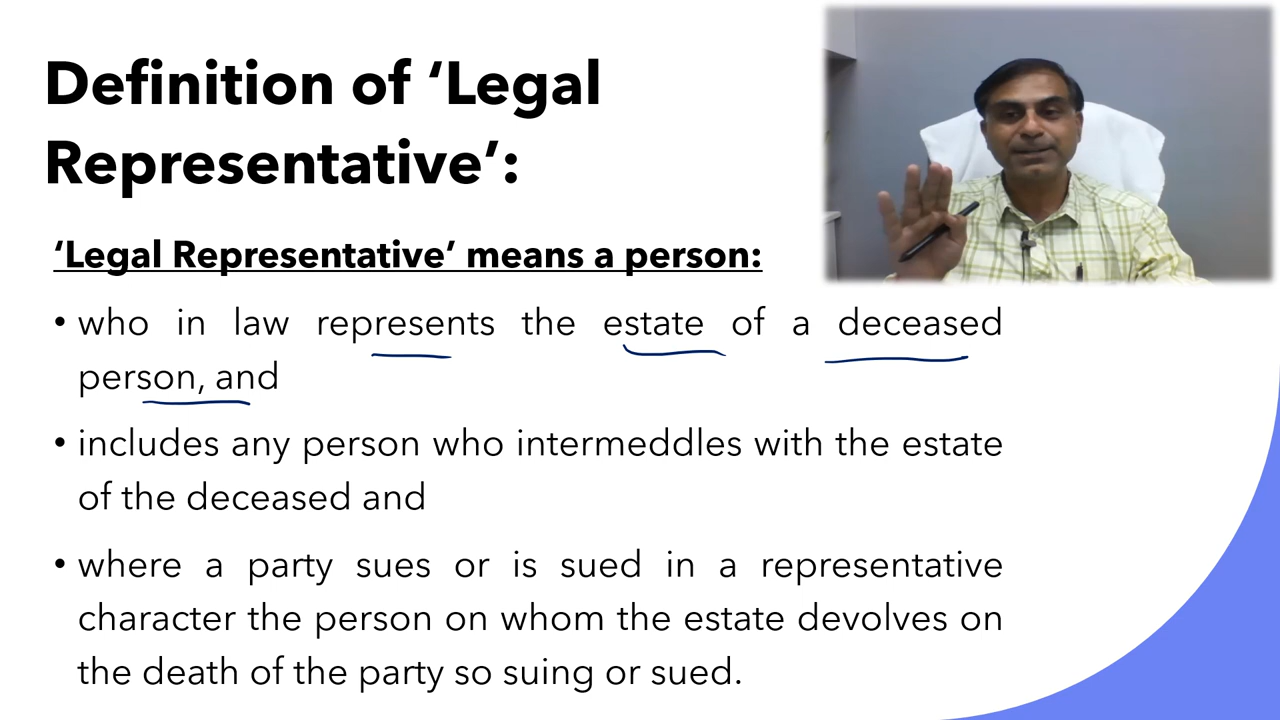 Definition of ‘Legal
Representative’:
‘Legal Representative’ means a person:
• who in law represents the estate of a deceased
person, and
• includes any person who intermeddles with the estate
of the deceased and
• where a party sues or is sued in a representative
character the person on whom the estate devolves on
the death of the party so suing or sued.